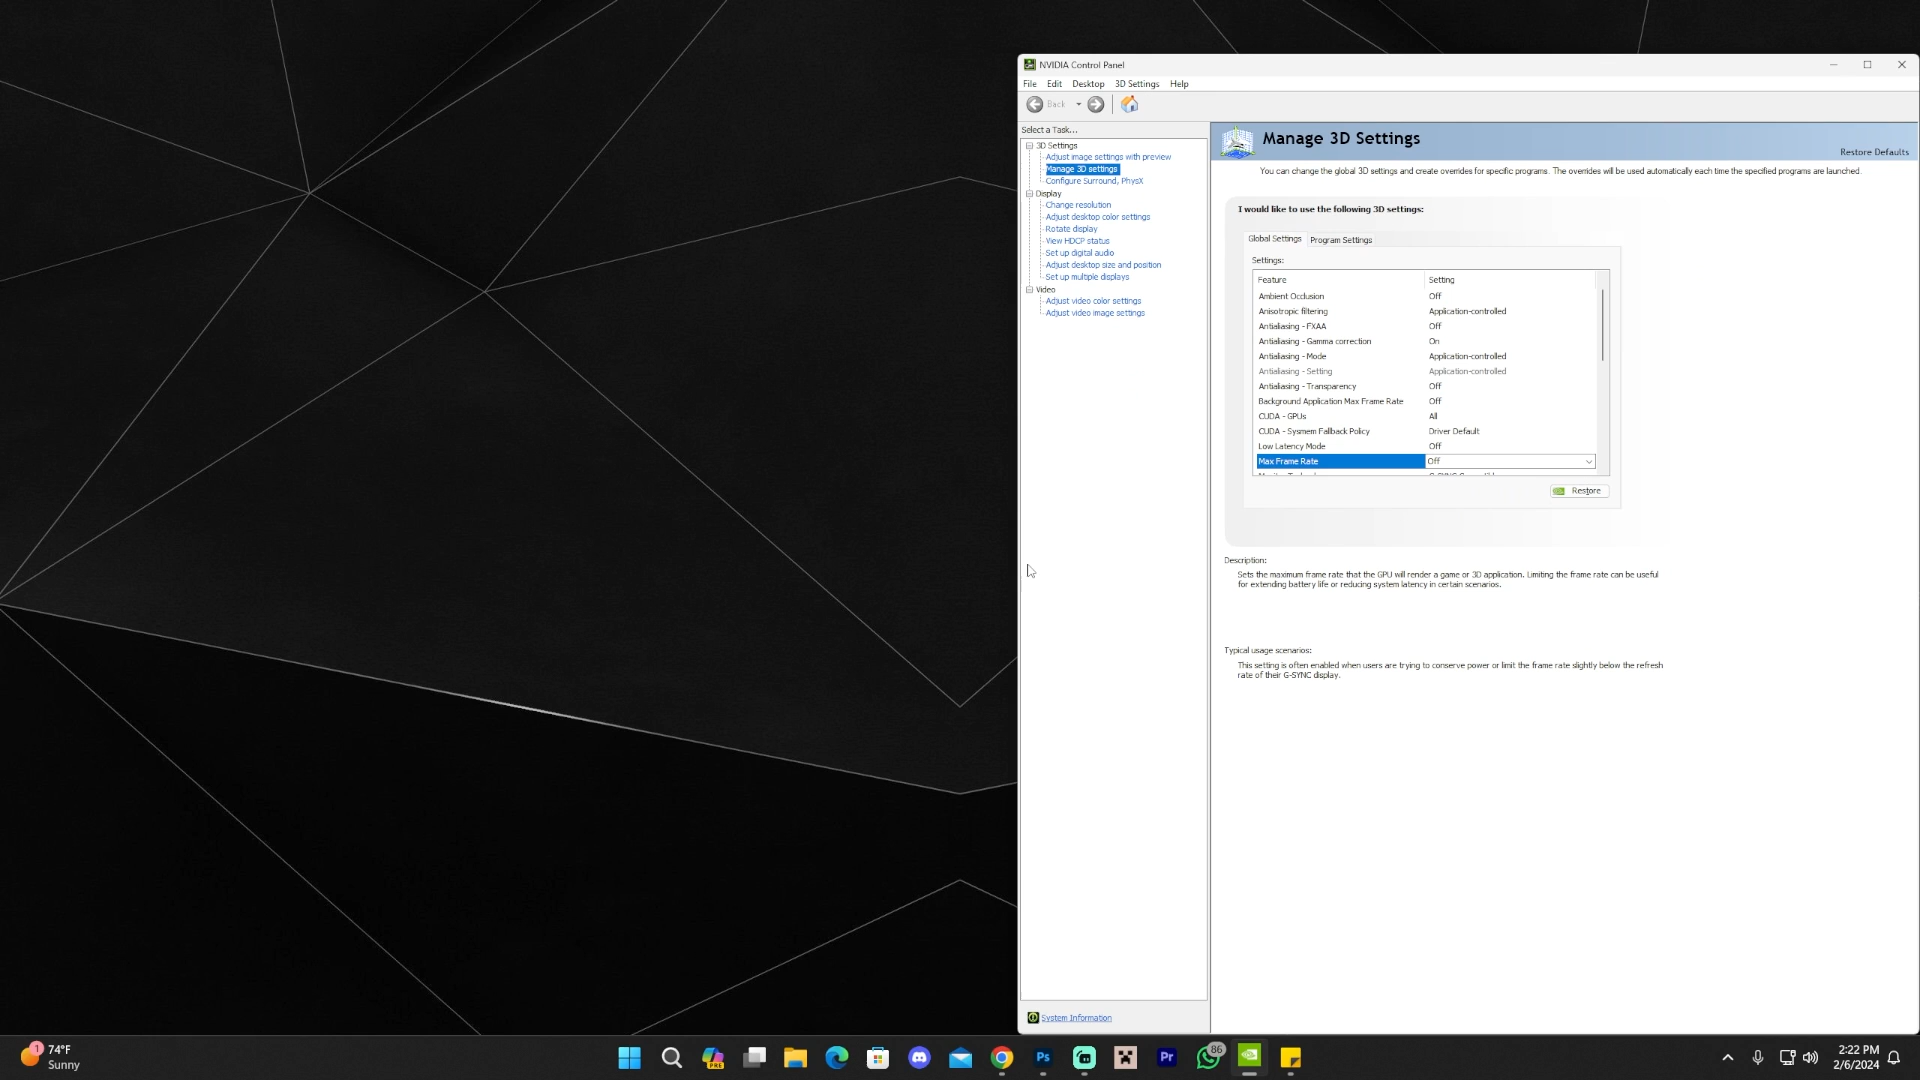 NVIDIA Control Panel
File Edit Desktop 3D Settings Help
Back
Select a Task...
3D Settings
Adjust image settings with preview
Manage 3D settings
Configure Surround, PhysX
Display
Change resolution
Adjust desktop color settings
Rotate display
View HDCP status
Set up digital audio
Adjust desktop size and position
Set up multiple displays
Video
Adjust video color settings
Adjust video image settings
System Information
Manage 3D Settings
Restore Defaults
You can change the global 3D settings and create overrides for specific programs. The overrides will be used automatically each time the specified programs are launched.
I would like to use the following 3D settings:
Global Settings Program Settings
Settings:
Feature Setting
Ambient Occlusion Off
Anisotropic filtering Application-controlled
Antialiasing - FXAA Off
Antialiasing - Gamma correction On
Antialiasing - Mode Application-controlled
Antialiasing - Setting Application-controlled
Antialiasing - Transparency Off
Background Application Max Frame Rate Off
CUDA - GPUs All
CUDA - Sysmem Fallback Policy Driver Default
Low Latency Mode Off
Max Frame Rate Off
Restore
Description:
Sets the maximum frame rate that the GPU will render a game or 3D application. Limiting the frame rate can be useful
for extending battery life or reducing system latency in certain scenarios.
Typical usage scenarios:
This setting is often enabled when users are trying to conserve power or limit the frame rate slightly below the refresh
rate of their G-SYNC display.
1
74°F
Sunny
PRE
Ps
Pr
86
2:22 PM
2/6/2024